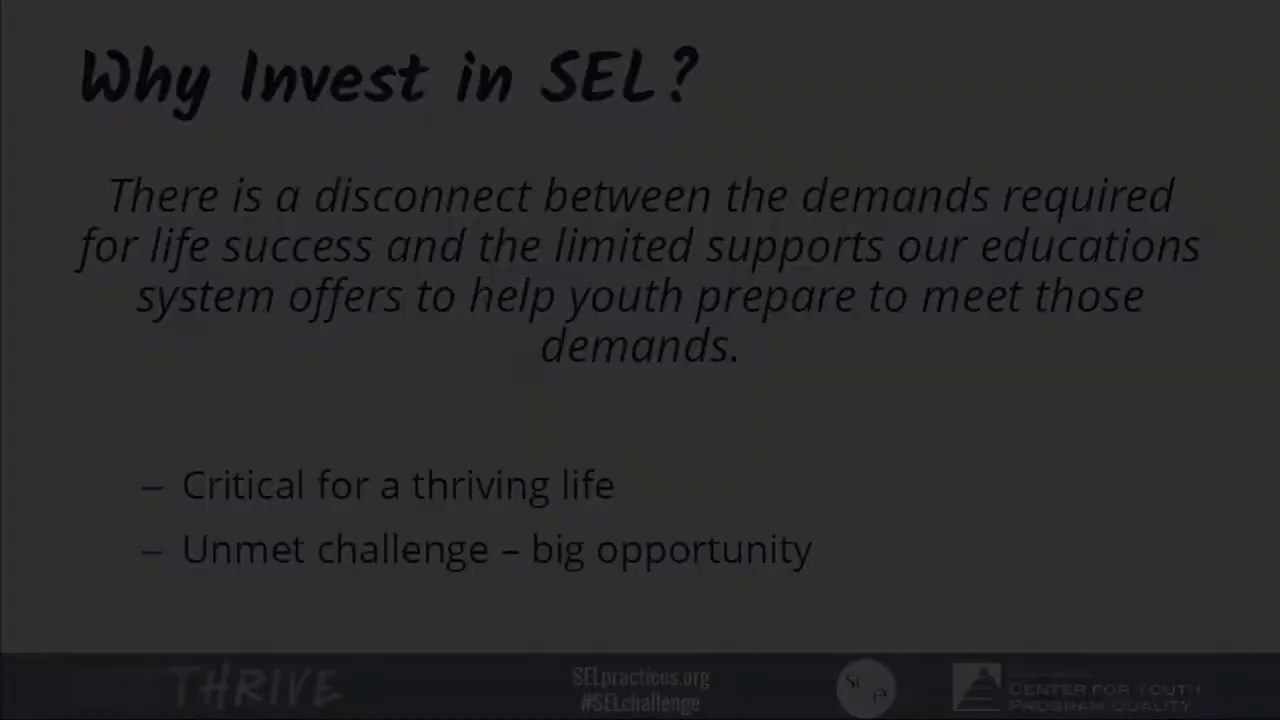 Why Invest in SEL?
There is a disconnect between the demands required
for life success and the limited supports our educations
system offers to help youth prepare to meet those
demands.
– Critical for a thriving life
– Unmet challenge – big opportunity
THRIVE
SELpractices.org
#SELchallenge
CENTER FOR YOUTH
PROGRAM QUALITY